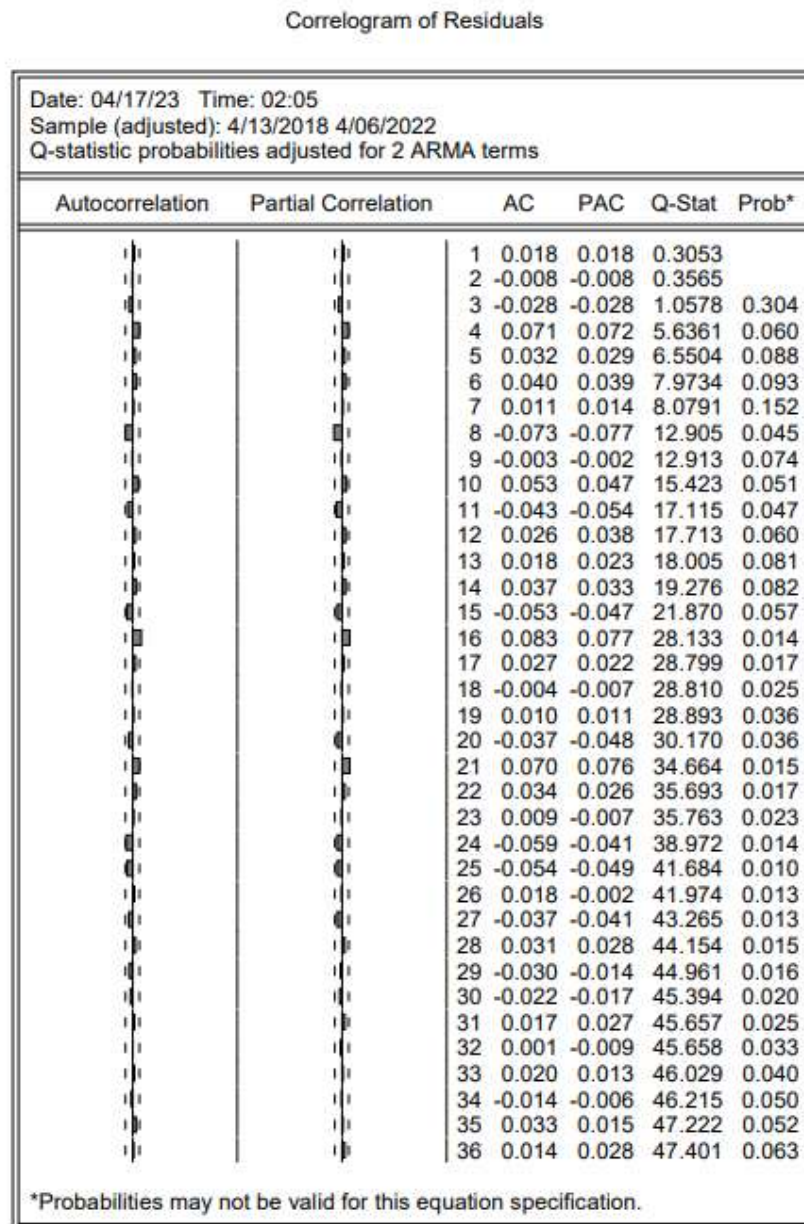 Correlogram of Residuals
Date: 04/17/23 Time: 02:05
Sample (adjusted): 4/13/2018 4/06/2022
Q-statistic probabilities adjusted for 2 ARMA terms
Autocorrelation Partial Correlation AC PAC Q-Stat Prob*
1 0.018 0.018 0.3053
2 -0.008 -0.008 0.3565
3 -0.028 -0.028 1.0578 0.304
4 0.071 0.072 5.6361 0.060
5 0.032 0.029 6.5504 0.088
6 0.040 0.039 7.9734 0.093
7 0.011 0.014 8.0791 0.152
8 -0.073 -0.077 12.905 0.045
9 -0.003 -0.002 12.913 0.074
10 0.053 0.047 15.423 0.051
11 -0.043 -0.054 17.115 0.047
12 0.026 0.038 17.713 0.060
13 0.018 0.023 18.005 0.081
14 0.037 0.033 19.276 0.082
15 -0.053 -0.047 21.870 0.057
16 0.083 0.077 28.133 0.014
17 0.027 0.022 28.799 0.017
18 -0.004 -0.007 28.810 0.025
19 0.010 0.011 28.893 0.036
20 -0.037 -0.048 30.170 0.036
21 0.070 0.076 34.664 0.015
22 0.034 0.026 35.693 0.017
23 0.009 -0.007 35.763 0.023
24 -0.059 -0.041 38.972 0.014
25 -0.054 -0.049 41.684 0.010
26 0.018 -0.002 41.974 0.013
27 -0.037 -0.041 43.265 0.013
28 0.031 0.028 44.154 0.015
29 -0.030 -0.014 44.961 0.016
30 -0.022 -0.017 45.394 0.020
31 0.017 0.027 45.657 0.025
32 0.001 -0.009 45.658 0.033
33 0.020 0.013 46.029 0.040
34 -0.014 -0.006 46.215 0.050
35 0.033 0.015 47.222 0.052
36 0.014 0.028 47.401 0.063
*Probabilities may not be valid for this equation specification.